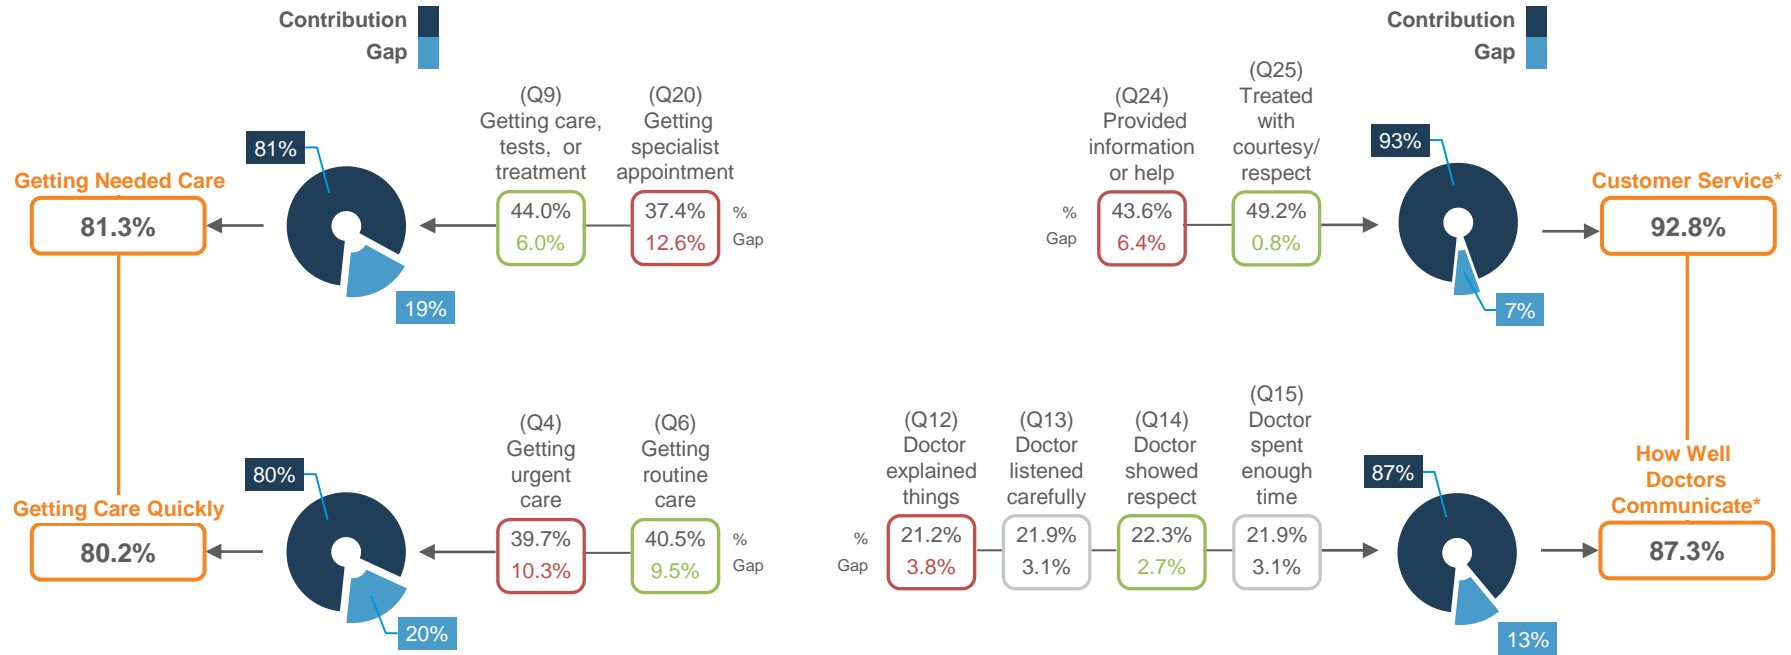 Contribution
Gap
Contribution
Gap
(Q9)
Getting care,
tests, or
treatment
(Q20)
Getting
specialist
appointment
81%
Getting Needed Care
81.3%
44.0%
6.0%
37.4%
12.6%
%
Gap
19%
(Q24)
Provided
information
or help
(Q25)
Treated
with
courtesy/
respect
93%
Customer Service*
%
Gap
43.6%
6.4%
49.2%
0.8%
92.8%
7%
(Q4)
Getting
urgent
care
(Q6)
Getting
routine
care
80%
Getting Care Quickly
80.2%
39.7%
10.3%
40.5%
9.5%
%
Gap
20%
(Q12)
Doctor
explained
things
(Q13)
Doctor
listened
carefully
(Q14)
Doctor
showed
respect
(Q15)
Doctor
spent
enough
time
87%
How Well
Doctors
Communicate*
%
Gap
21.2%
3.8%
21.9%
3.1%
22.3%
2.7%
21.9%
3.1%
87.3%
13%